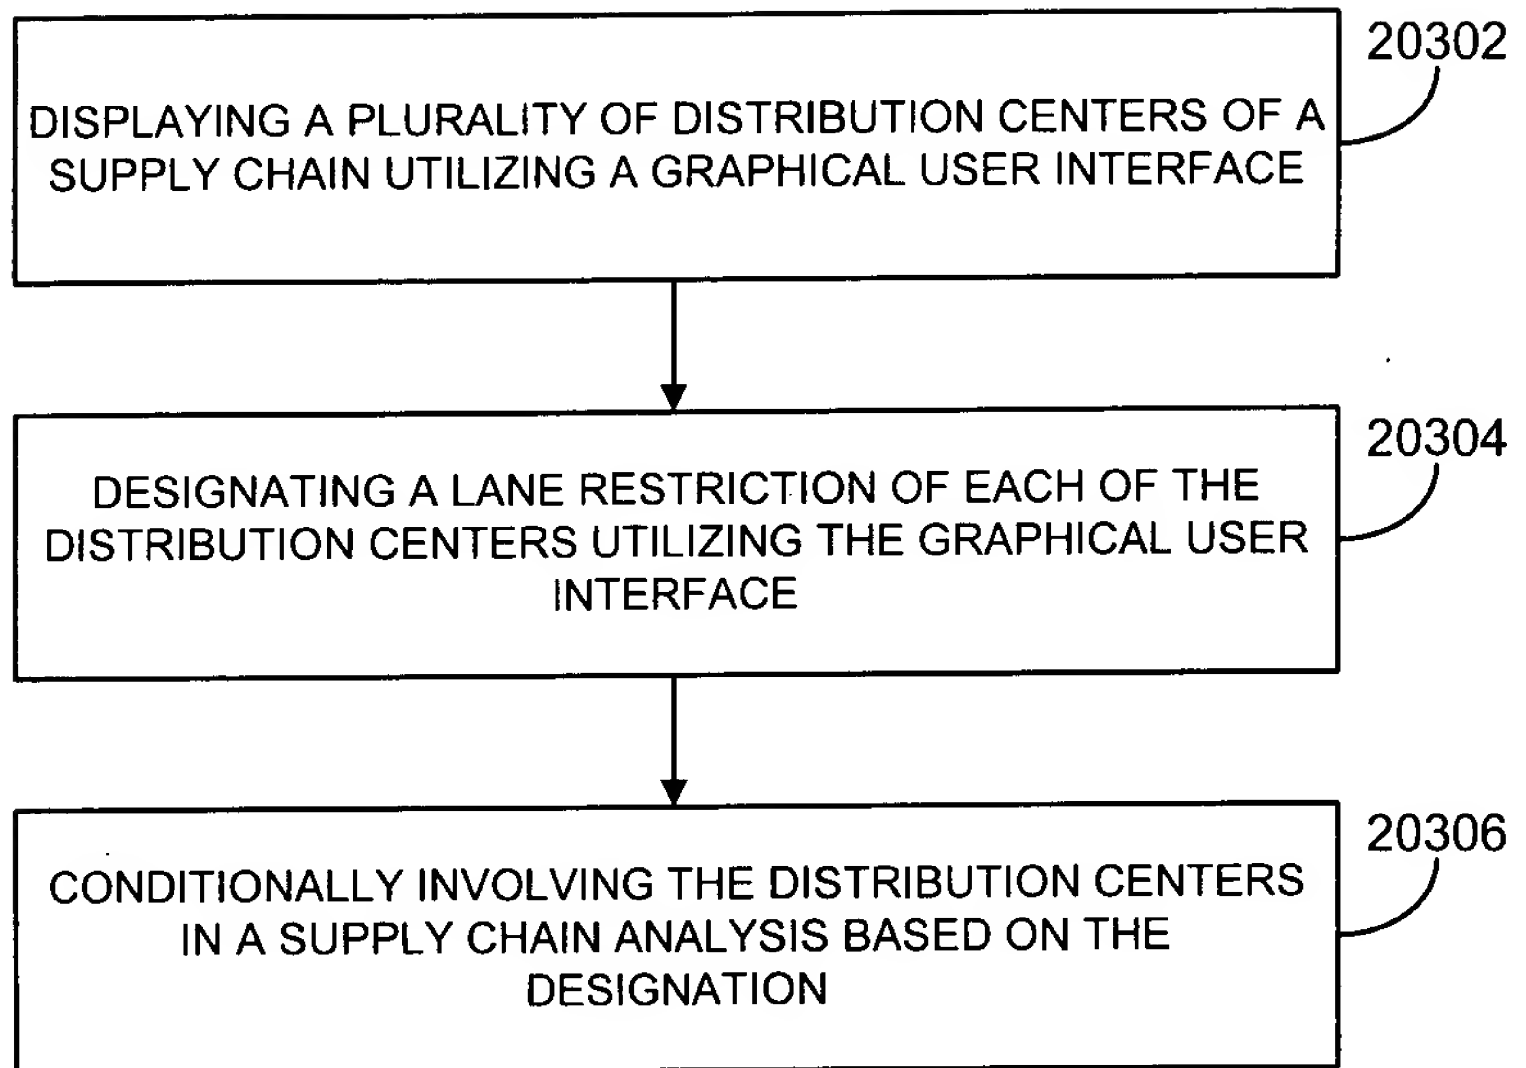 20302
DISPLAYING A PLURALITY OF DISTRIBUTION CENTERS OF A
SUPPLY CHAIN UTILIZING A GRAPHICAL USER INTERFACE
20304
DESIGNATING A LANE RESTRICTION OF EACH OF THE
DISTRIBUTION CENTERS UTILIZING THE GRAPHICAL USER
INTERFACE
20306
CONDITIONALLY INVOLVING THE DISTRIBUTION CENTERS
IN A SUPPLY CHAIN ANALYSIS BASED ON THE
DESIGNATION